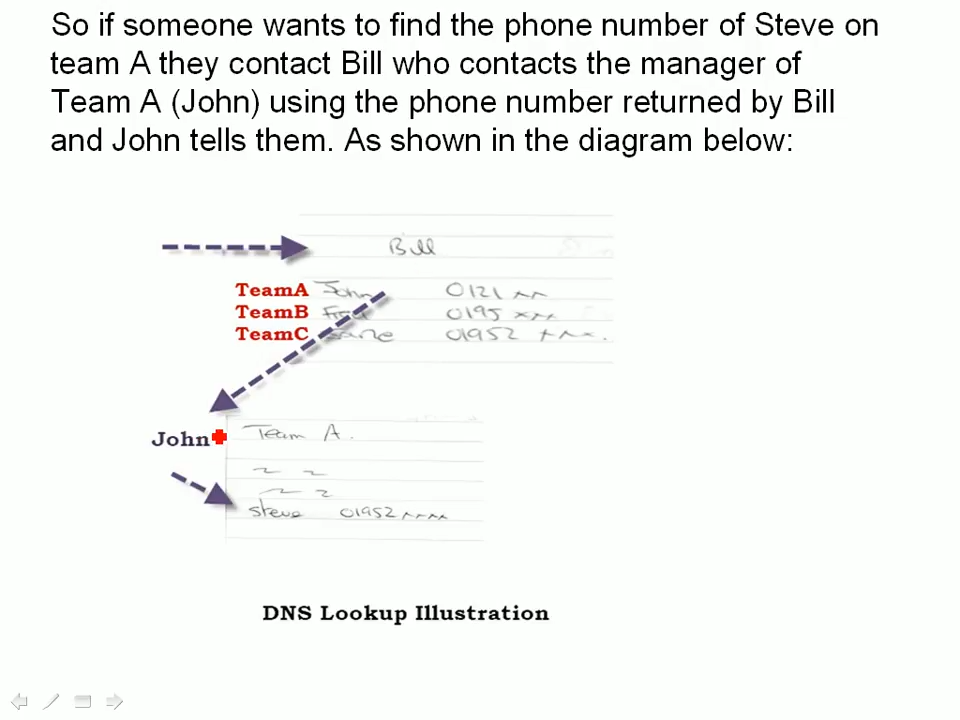 So if someone wants to find the phone number of Steve on
team A they contact Bill who contacts the manager of
Team A (John) using the phone number returned by Bill
and John tells them. As shown in the diagram below:
Bill
TeamA John 0121 xx
TeamB Fred 0195 xxx
TeamC Jane 01952 xxx.
John Team A.
Steve 01952 xxxx
DNS Lookup Illustration